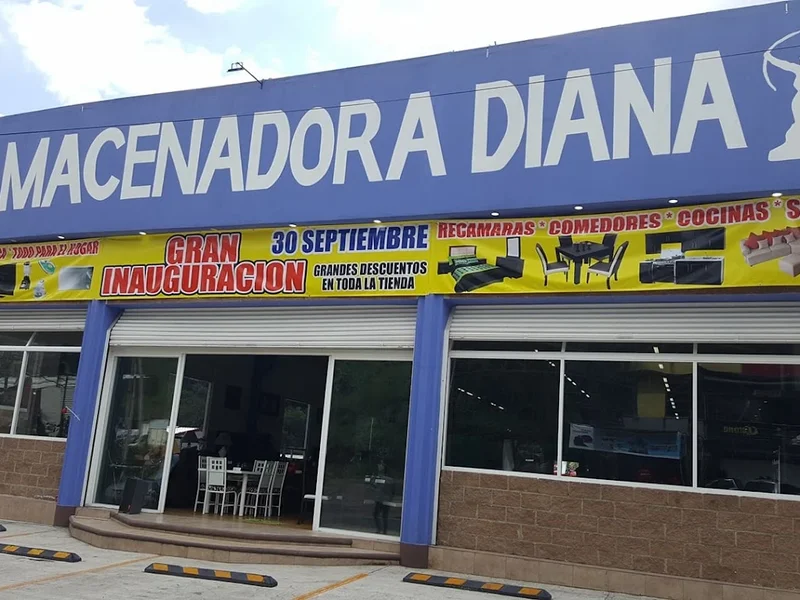 MACENADORA DIANA
TODO PARA EL HOGAR
GRAN
INAUGURACION
30 SEPTIEMBRE
GRANDES DESCUENTOS
EN TODA LA TIENDA
RECAMARAS * COMEDORES * COCINAS * S